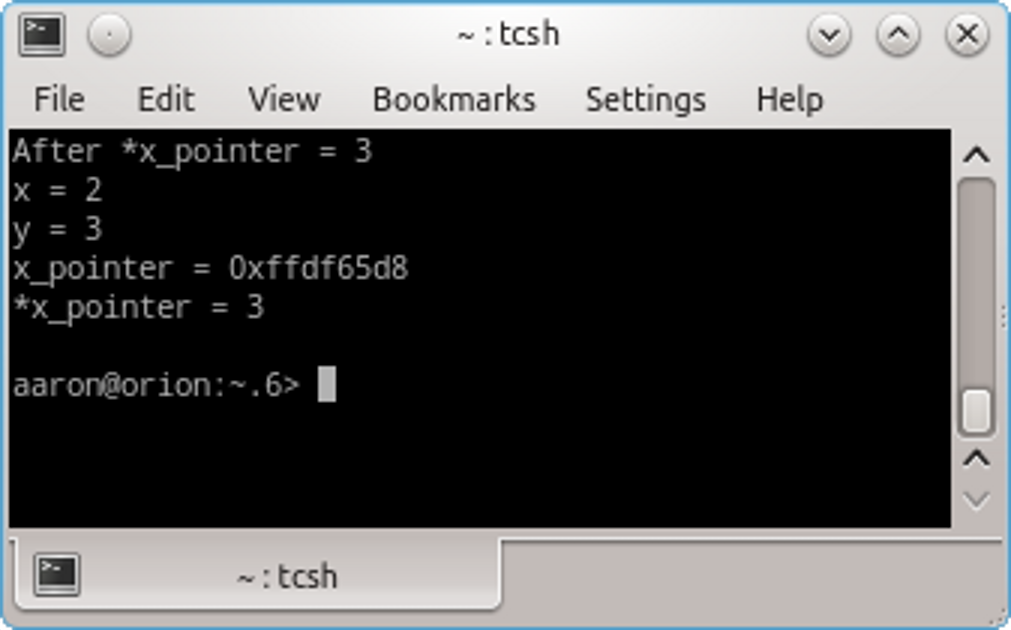 ~ : tcsh
File Edit View Bookmarks Settings Help
After *x_pointer = 3
x = 2
y = 3
x_pointer = 0xffdf65d8
*x_pointer = 3
aaron@orion:~.6>
~ : tcsh